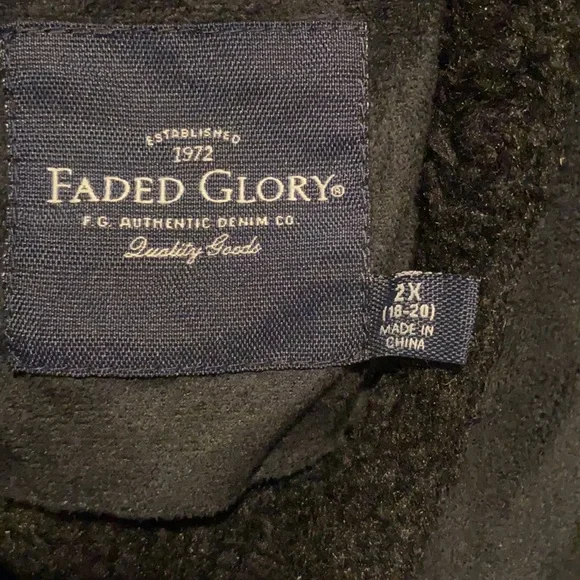 ESTABLISHED
1972
FADED GLORY®
F.G. AUTHENTIC DENIM CO
Quality Goods
2X
(18-20)
MADE IN
CHINA